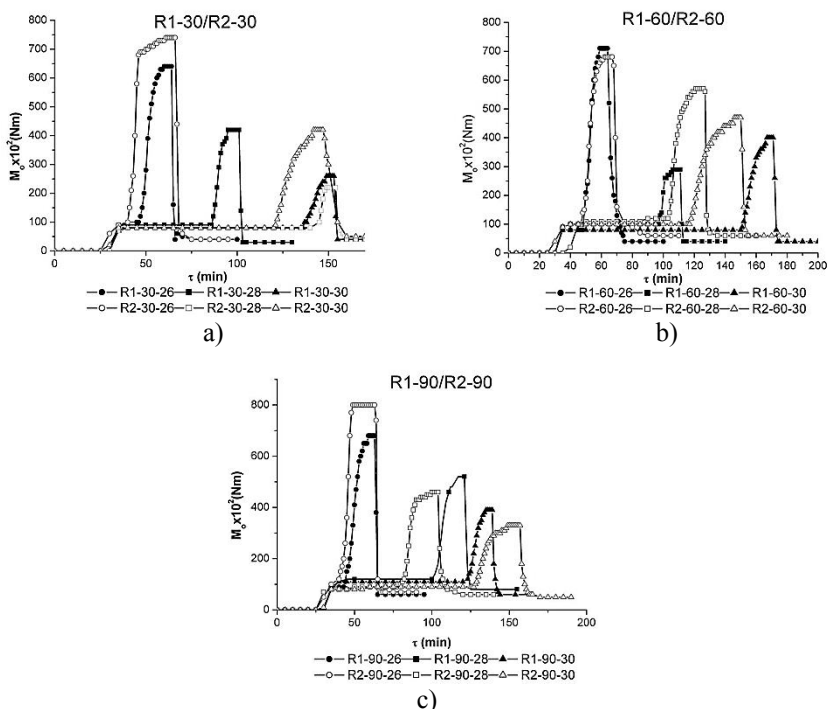 R1-30/R2-30
800
700
600
500
400
300
200
100
0
Mₒx10²(Nm)
50
100
150
τ (min)
R1-30-26 R1-30-28 R1-30-30
R2-30-26 R2-30-28 R2-30-30
a)
R1-60/R2-60
800
700
600
500
400
300
200
100
0
Mₒx10²(Nm)
0 20 40 60 80 100 120 140 160 180 200
τ (min)
R1-60-26 R1-60-28 R1-60-30
R2-60-26 R2-60-28 R2-60-30
b)
R1-90/R2-90
800
600
400
200
0
Mₒx10²(Nm)
0 50 100 150 200
τ (min)
R1-90-26 R1-90-28 R1-90-30
R2-90-26 R2-90-28 R2-90-30
c)